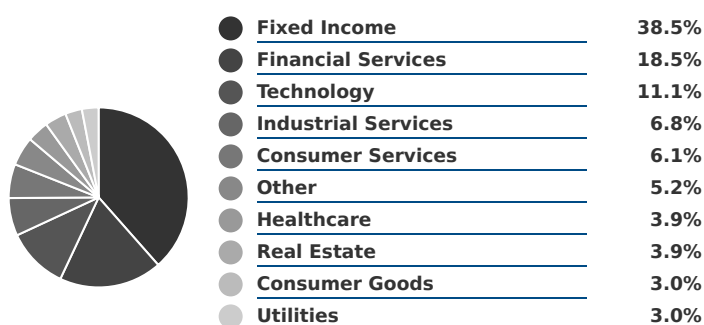 Fixed Income 38.5%
Financial Services 18.5%
Technology 11.1%
Industrial Services 6.8%
Consumer Services 6.1%
Other 5.2%
Healthcare 3.9%
Real Estate 3.9%
Consumer Goods 3.0%
Utilities 3.0%